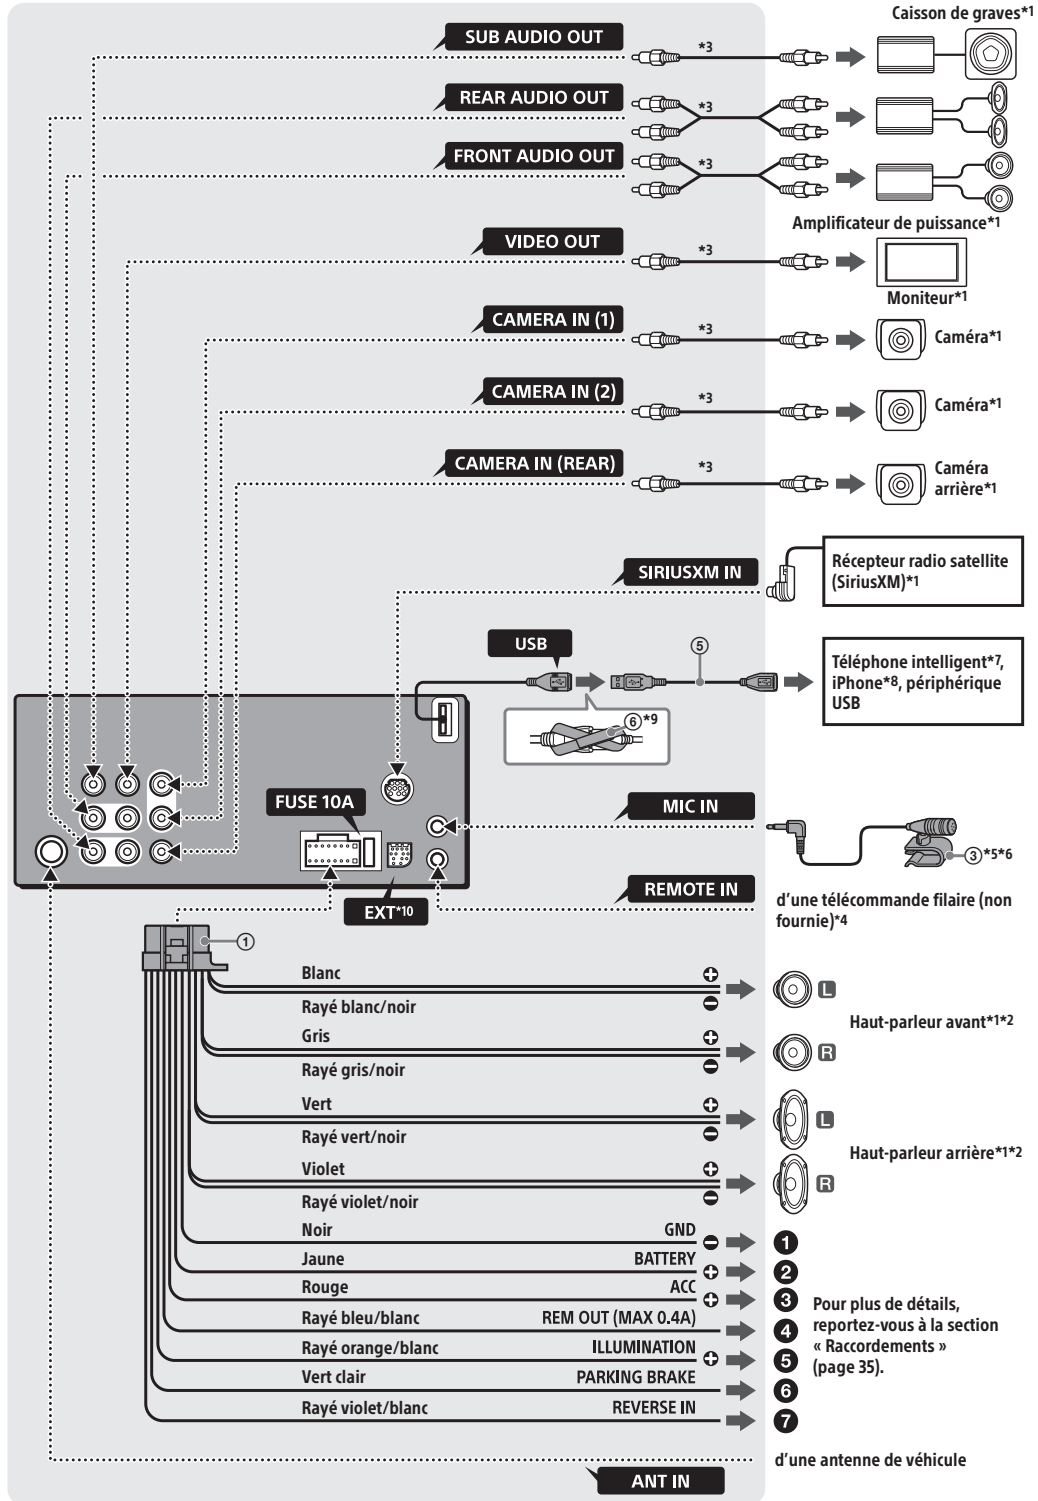 Caisson de graves*1
SUB AUDIO OUT
*3
REAR AUDIO OUT
*3
FRONT AUDIO OUT
*3
Amplificateur de puissance*1
VIDEO OUT
*3
Moniteur*1
CAMERA IN (1)
*3
Caméra*1
CAMERA IN (2)
*3
Caméra*1
CAMERA IN (REAR)
*3
Caméra
arrière*1
SIRIUSXM IN
Récepteur radio satellite
(SiriusXM)*1
USB
⑤
Téléphone intelligent*7,
iPhone*8, périphérique
USB
⑥*9
FUSE 10A
MIC IN
③*5*6
REMOTE IN
d'une télécommande filaire (non
fournie)*4
EXT*10
①
Blanc
Rayé blanc/noir
L
Gris
Rayé gris/noir
R
Haut-parleur avant*1*2
Vert
Rayé vert/noir
L
Violet
Rayé violet/noir
R
Haut-parleur arrière*1*2
Noir GND ❶
Jaune BATTERY ❷
Rouge ACC ❸
Rayé bleu/blanc REM OUT (MAX 0.4A) ❹
Rayé orange/blanc ILLUMINATION ❺
Vert clair PARKING BRAKE ❻
Rayé violet/blanc REVERSE IN ❼
Pour plus de détails,
reportez-vous à la section
« Raccordements »
(page 35).
d'une antenne de véhicule
ANT IN